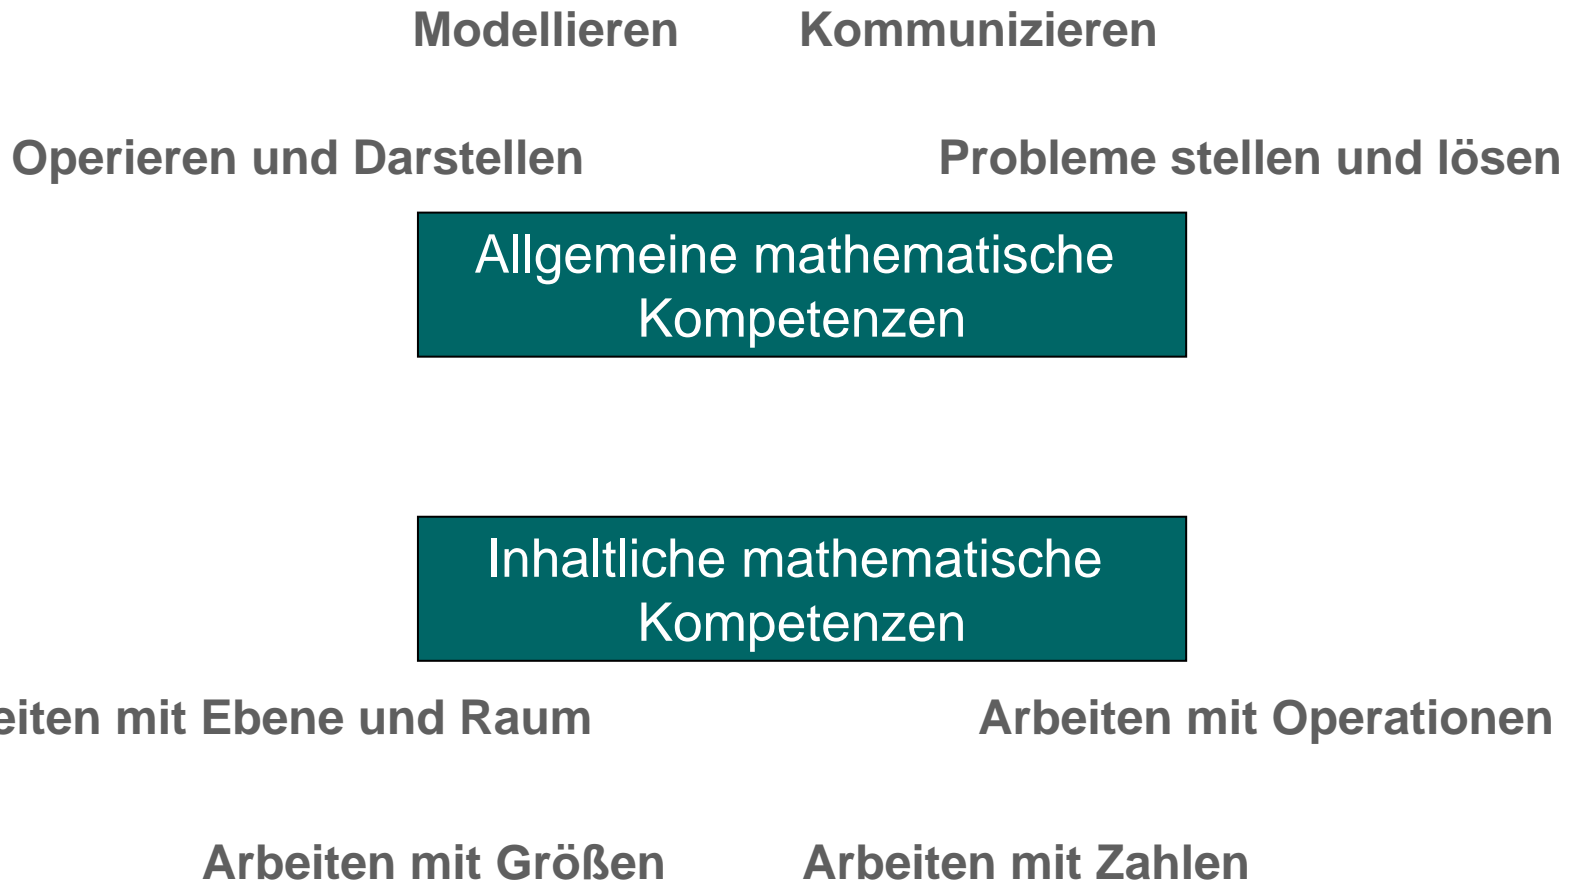 Modellieren Kommunizieren
Operieren und Darstellen Probleme stellen und lösen
Allgemeine mathematische
Kompetenzen
Inhaltliche mathematische
Kompetenzen
eiten mit Ebene und Raum Arbeiten mit Operationen
Arbeiten mit Größen Arbeiten mit Zahlen